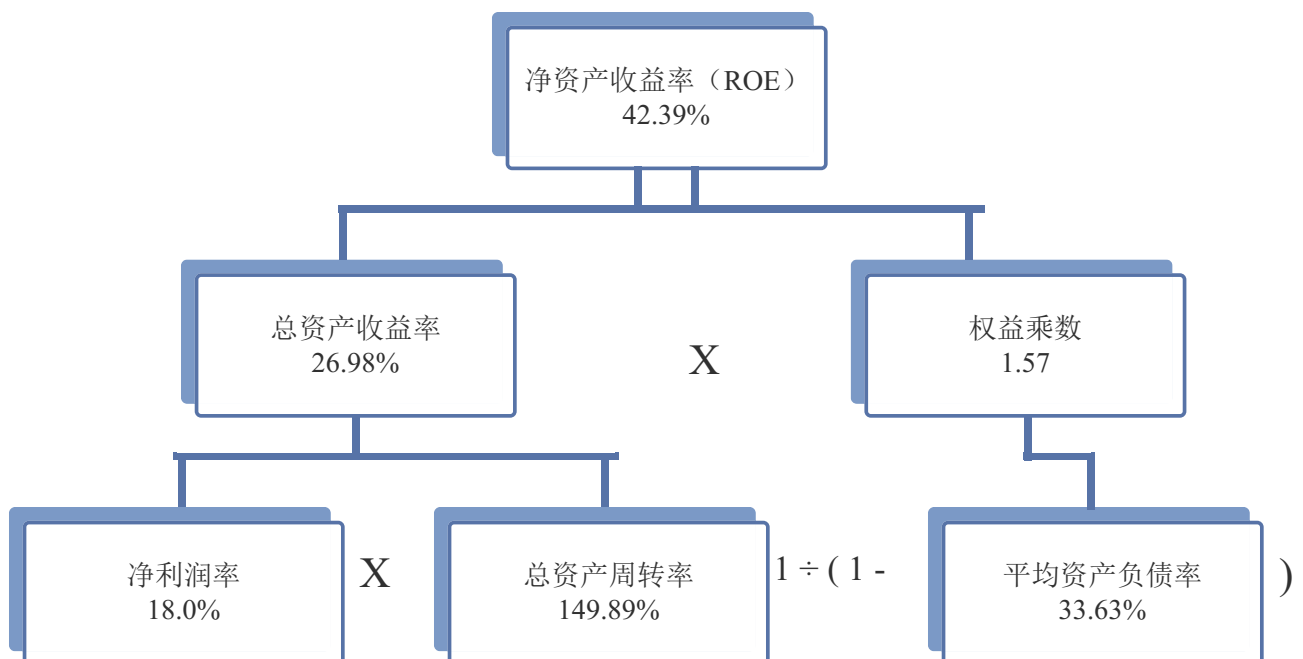 净资产收益率（ROE）
42.39%
总资产收益率
26.98%
X
权益乘数
1.57
净利润率
18.0%
X
总资产周转率
149.89%
1 ÷ ( 1 -
平均资产负债率
33.63%
)